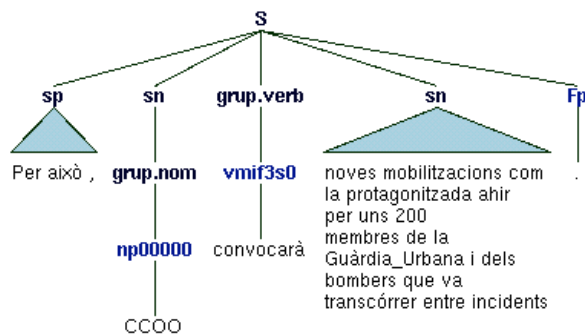 S
sp sn grup.verb sn Fp
Per això , grup.nom vmif3s0 noves mobilitzacions com .
la protagonitzada ahir
per uns 200
np00000 convocarà membres de la
Guàrdia_Urbana i dels
bombers que va
transcórrer entre incidents
CCOO